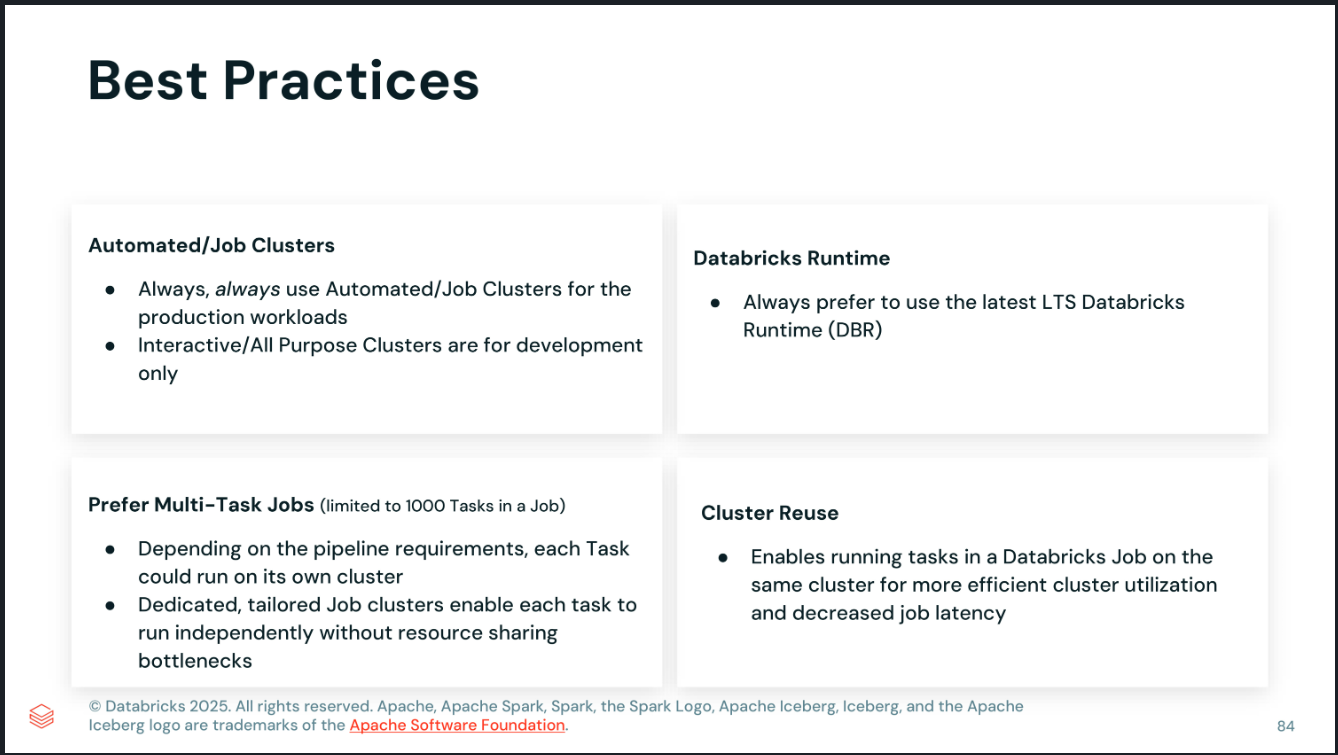 Best Practices
Automated/Job Clusters
● Always, always use Automated/Job Clusters for the
production workloads
● Interactive/All Purpose Clusters are for development
only
Databricks Runtime
● Always prefer to use the latest LTS Databricks
Runtime (DBR)
Prefer Multi-Task Jobs (limited to 1000 Tasks in a Job)
● Depending on the pipeline requirements, each Task
could run on its own cluster
● Dedicated, tailored Job clusters enable each task to
run independently without resource sharing
bottlenecks
Cluster Reuse
● Enables running tasks in a Databricks Job on the
same cluster for more efficient cluster utilization
and decreased job latency
© Databricks 2025. All rights reserved. Apache, Apache Spark, Spark, the Spark Logo, Apache Iceberg, Iceberg, and the Apache
Iceberg logo are trademarks of the Apache Software Foundation.
84